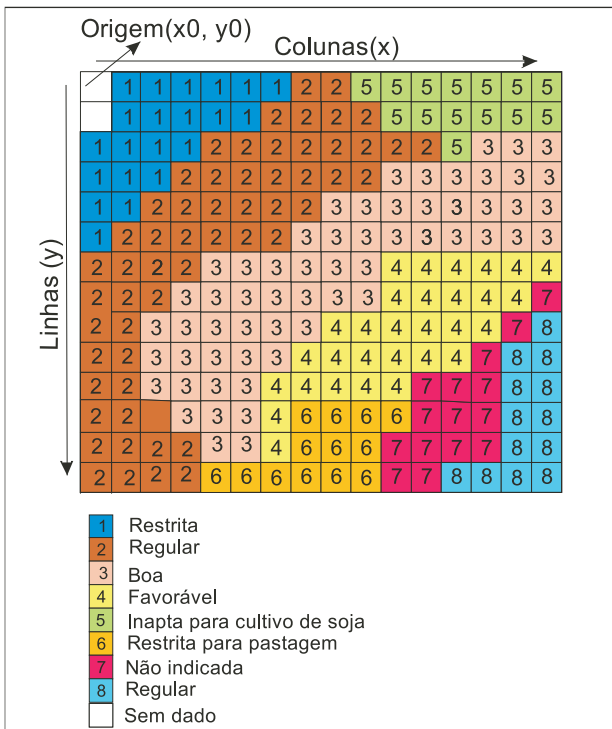 Origem(x0, y0)
Colunas(x)
Linhas (y)
1 1 1 1 1 1 2 2 5 5 5 5 5 5 5
1 1 1 1 1 2 2 2 2 5 5 5 5 5 5
1 1 1 1 2 2 2 2 2 2 2 2 5 3 3 3
1 1 1 2 2 2 2 2 2 2 3 3 3 3 3 3
1 1 2 2 2 2 2 2 3 3 3 3 3 3 3 3
1 2 2 2 2 2 2 3 3 3 3 3 3 3 3 3
2 2 2 2 3 3 3 3 3 3 4 4 4 4 4 4
2 2 2 3 3 3 3 3 3 3 4 4 4 4 4 7
2 2 3 3 3 3 3 3 4 4 4 4 4 4 7 8
2 2 3 3 3 3 3 4 4 4 4 4 4 7 8 8
2 2 3 3 3 3 4 4 4 4 4 7 7 7 8 8
2 2 3 3 3 4 6 6 6 6 7 7 7 8 8
2 2 2 2 3 3 4 6 6 6 7 7 7 7 8 8
2 2 2 2 6 6 6 6 6 6 7 7 8 8 8 8
1 Restrita
2 Regular
3 Boa
4 Favorável
5 Inapta para cultivo de soja
6 Restrita para pastagem
7 Não indicada
8 Regular
Sem dado